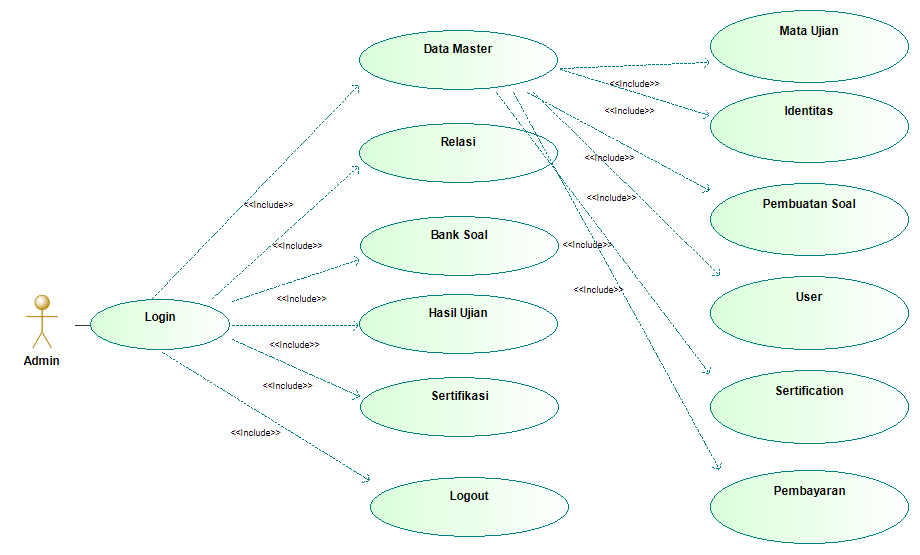 Data Master
Mata Ujian
<<Include>>
<<Include>>
Identitas
Relasi
<<Include>>
<<Include>>
Pembuatan Soal
<<Include>>
<<Include>>
Bank Soal
<<Include>>
<<Include>>
User
<<Include>>
<<Include>>
Login
Hasil Ujian
<<Include>>
Admin
<<Include>>
Sertifikasi
Sertification
<<Include>>
Logout
Pembayaran